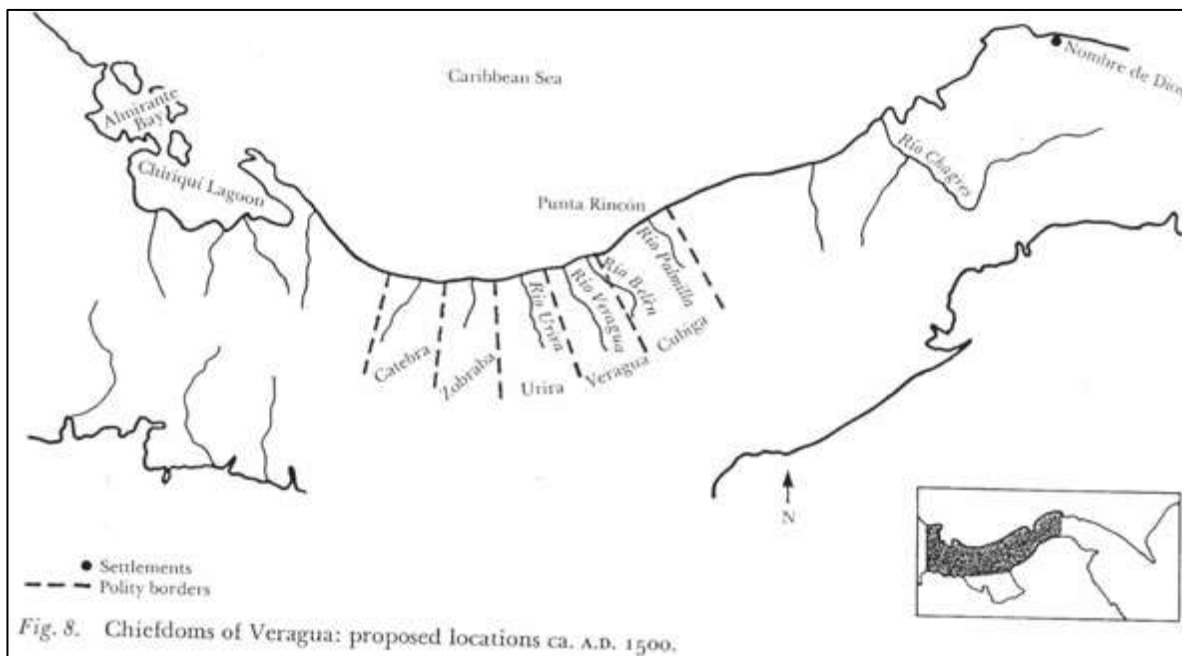 Caribbean Sea
Nombre de Dios
Almirante
Bay
Chiriquí Lagoon
Río Chagres
Punta Rincón
Río Palmilla
Río Belén
Río Veragua
Río Urira
Catebra
Zobraba
Urira
Veragua
Cubiga
N
Settlements
Polity borders
Fig. 8. Chiefdoms of Veragua: proposed locations ca. A.D. 1500.